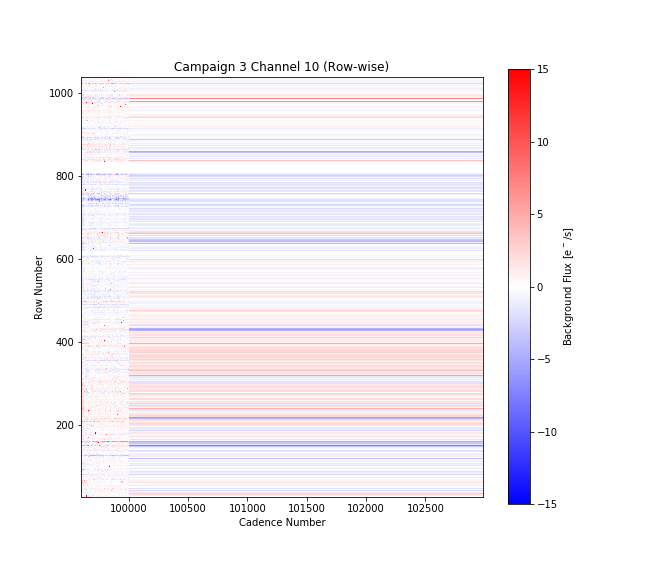 Campaign 3 Channel 10 (Row-wise)
1000
800
600
400
200
Row Number
100000 100500 101000 101500 102000 102500
Cadence Number
15
10
5
0
−5
−10
−15
Background Flux [e⁻/s]